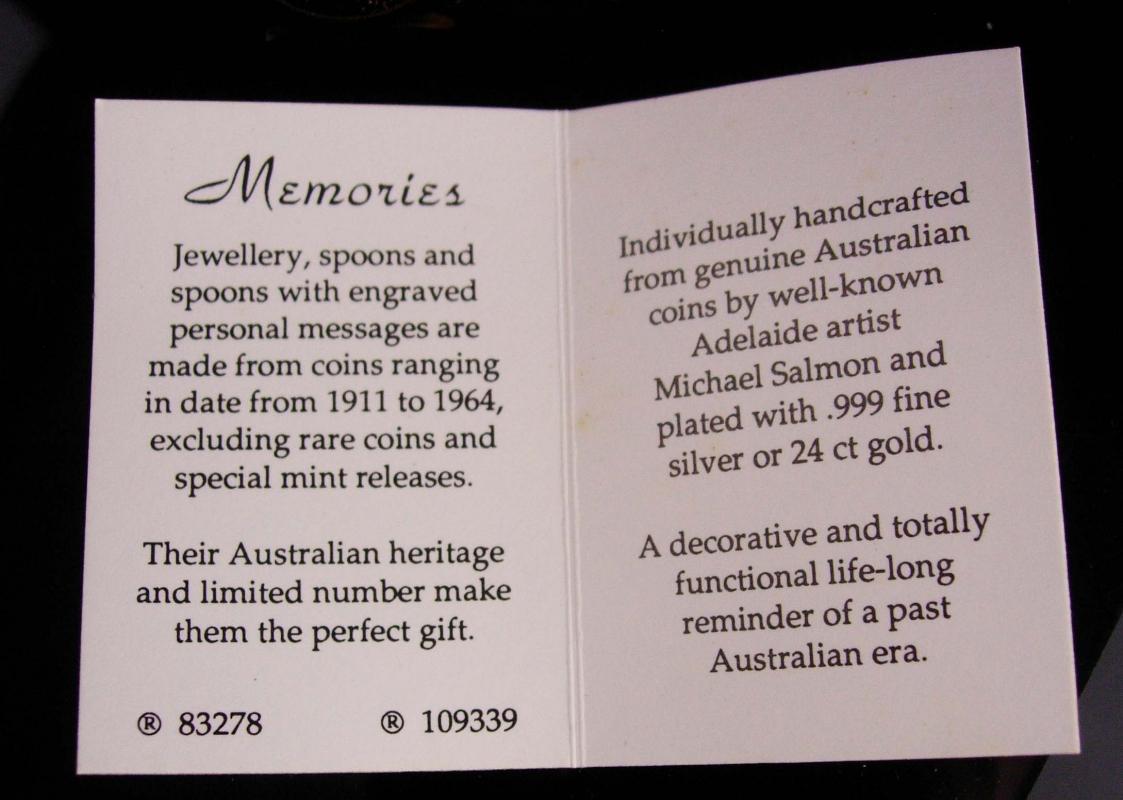 Memories
Jewellery, spoons and
spoons with engraved
personal messages are
made from coins ranging
in date from 1911 to 1964,
excluding rare coins and
special mint releases.
Their Australian heritage
and limited number make
them the perfect gift.
® 83278 ® 109339
Individually handcrafted
from genuine Australian
coins by well-known
Adelaide artist
Michael Salmon and
plated with .999 fine
silver or 24 ct gold.
A decorative and totally
functional life-long
reminder of a past
Australian era.